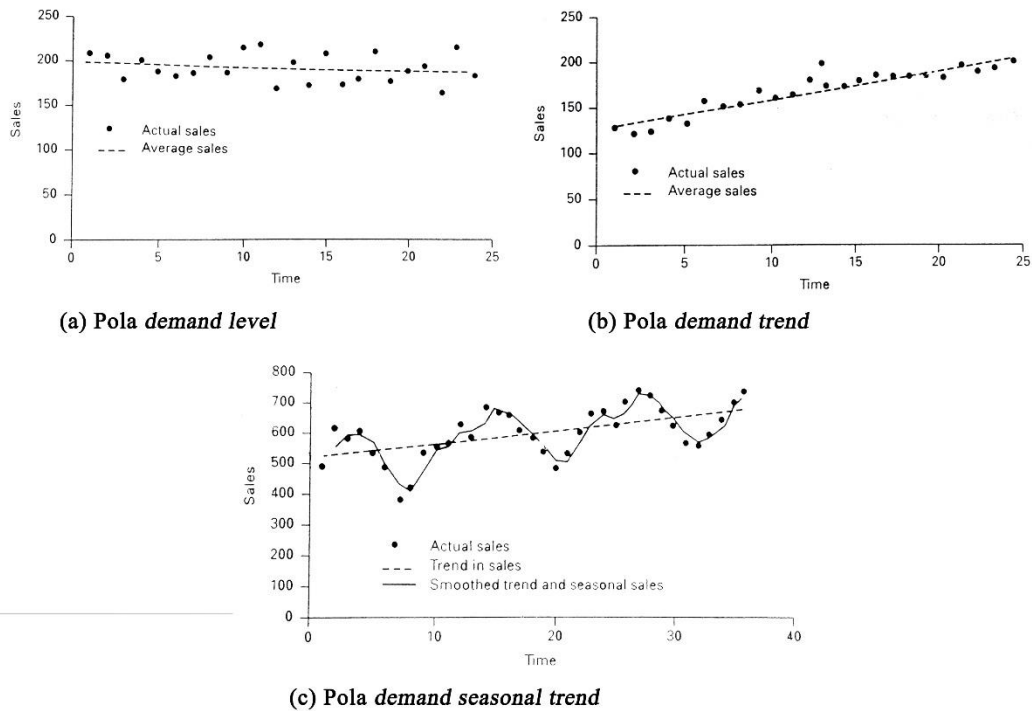 250
200
150
100
50
0
Sales
Actual sales
Average sales
0 5 10 15 20 25
Time
(a) Pola demand level
250
200
150
100
50
0
Sales
Actual sales
Average sales
0 5 10 15 20 25
Time
(b) Pola demand trend
800
700
600
500
400
300
200
100
0
Sales
Actual sales
Trend in sales
Smoothed trend and seasonal sales
0 10 20 30 40
Time
(c) Pola demand seasonal trend